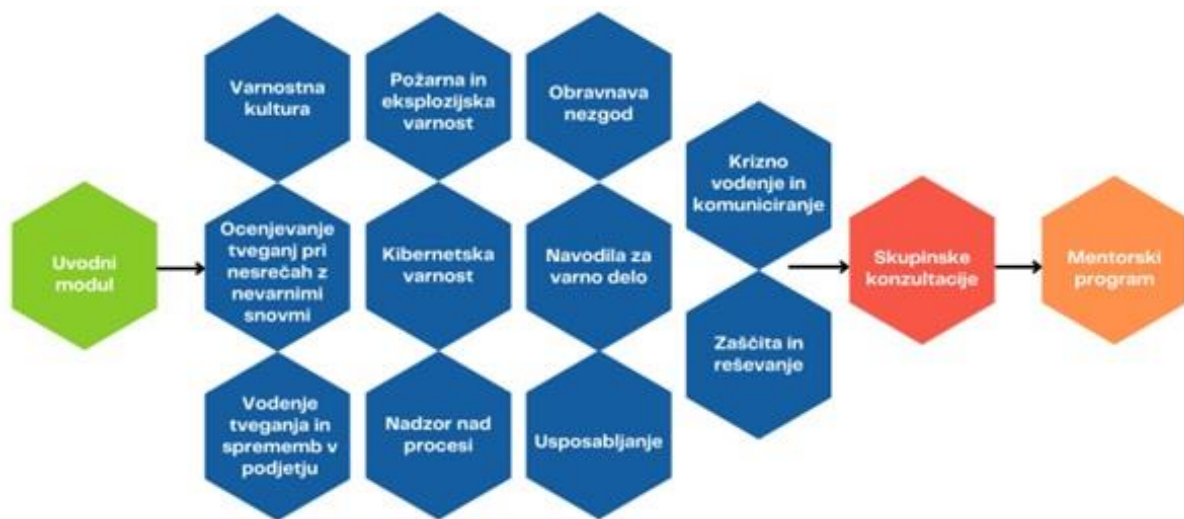 Uvodni
modul
Varnostna
kultura
Ocenjevanje
tveganj pri
nesrečah z
nevarnimi
snovmi
Vodenje
tveganja in
sprememb v
podjetju
Požarna in
eksplozijska
varnost
Kibernetska
varnost
Nadzor nad
procesi
Obravnava
nezgod
Navodila za
varno delo
Usposabljanje
Krizno
vodenje in
komuniciranje
Zaščita in
reševanje
Skupinske
konzultacije
Mentorski
program